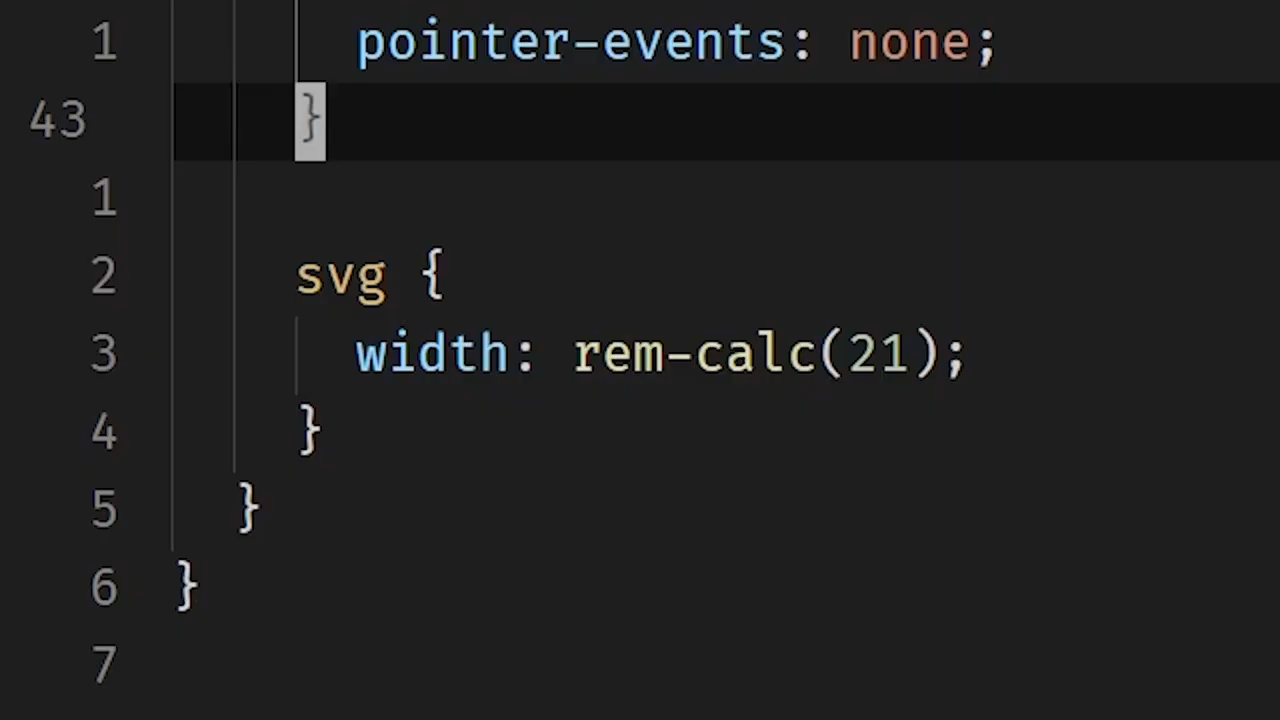 1 pointer-events: none;
43 }
1
2 svg {
3 width: rem-calc(21);
4 }
5 }
6 }
7